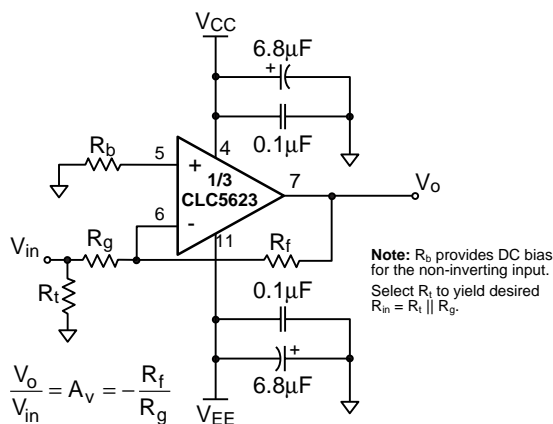 VCC
6.8µF
+
0.1µF
Rb
5
4
+
1/3
CLC5623
7
Vo
6
-
11
Vin
Rg
Rf
Rt
Note: Rb provides DC bias
for the non-inverting input.
Select Rt to yield desired
Rin = Rt || Rg.
0.1µF
+
6.8µF
VEE
Vo/Vin = Av = −Rf/Rg